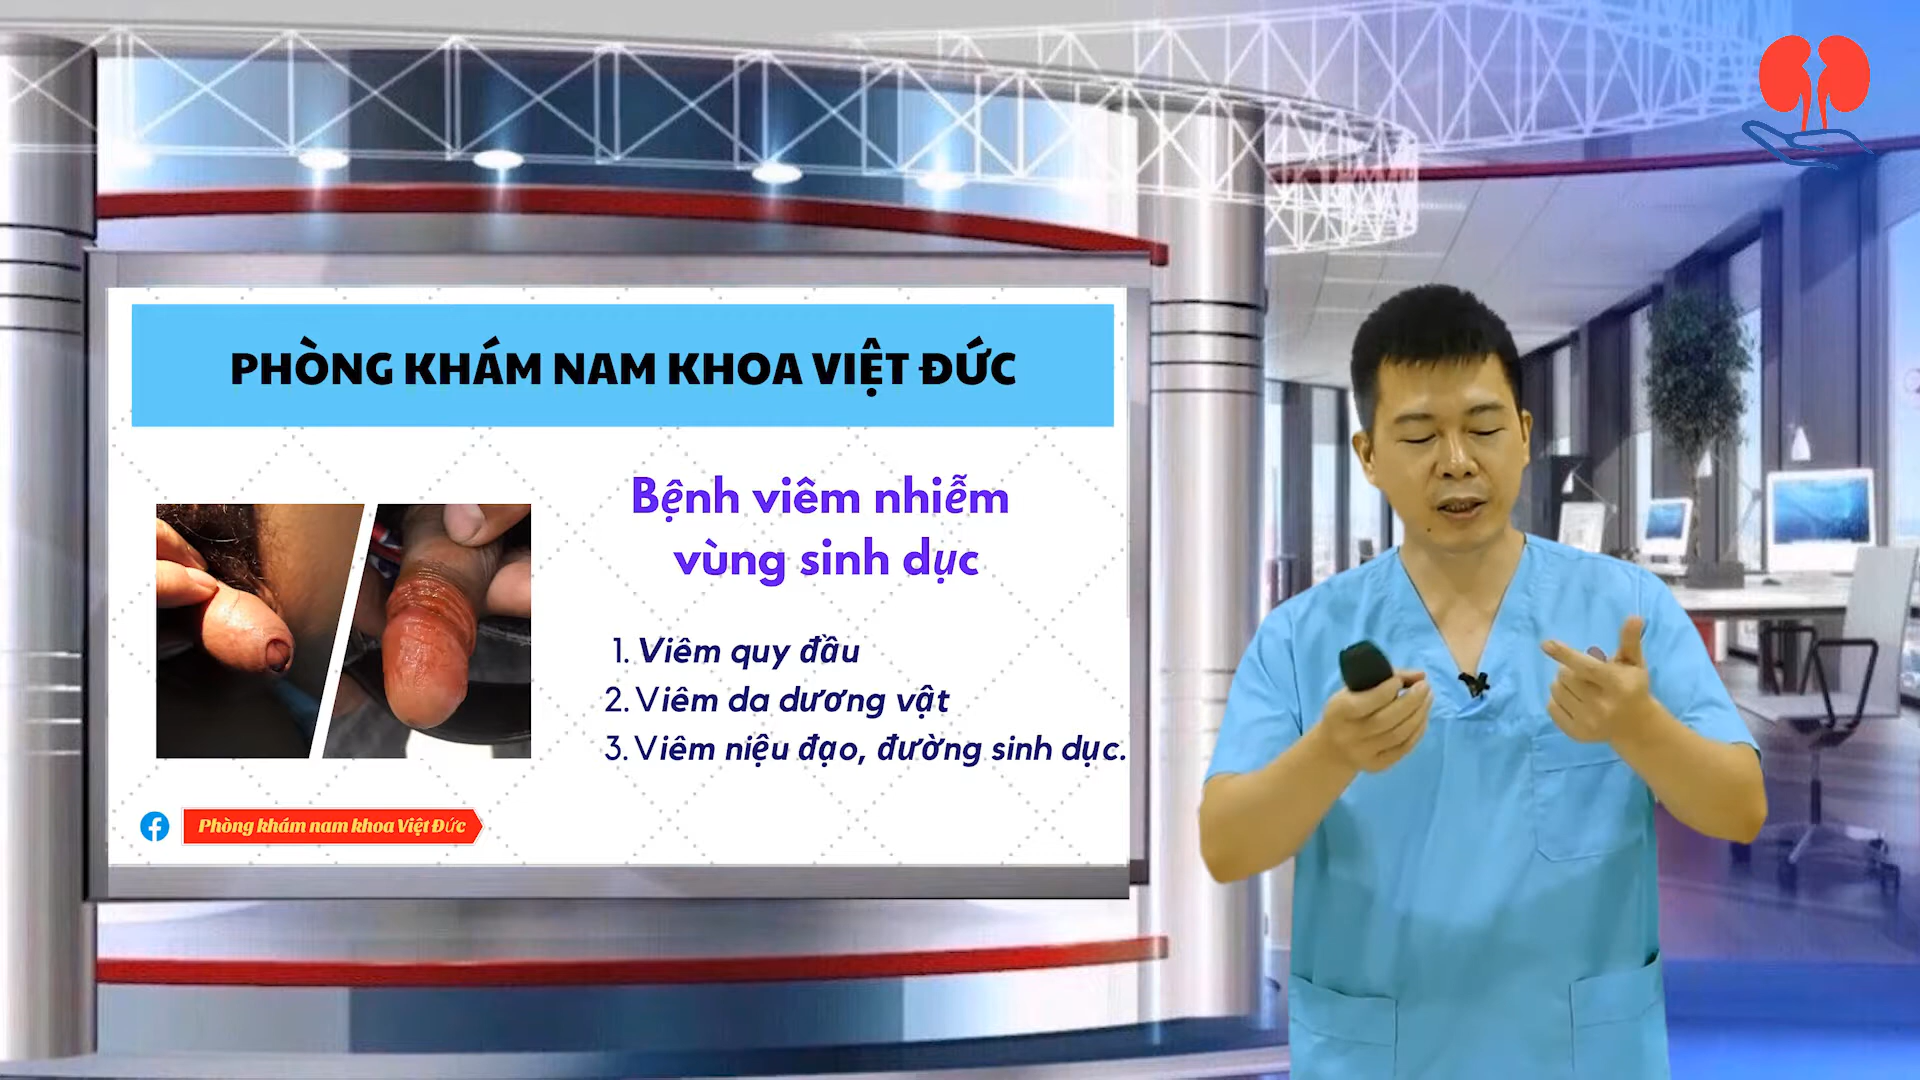 PHÒNG KHÁM NAM KHOA VIỆT ĐỨC
Bệnh viêm nhiễm
vùng sinh dục
1. Viêm quy đầu
2. Viêm da dương vật
3. Viêm niệu đạo, đường sinh dục.
Phòng khám nam khoa Việt Đức